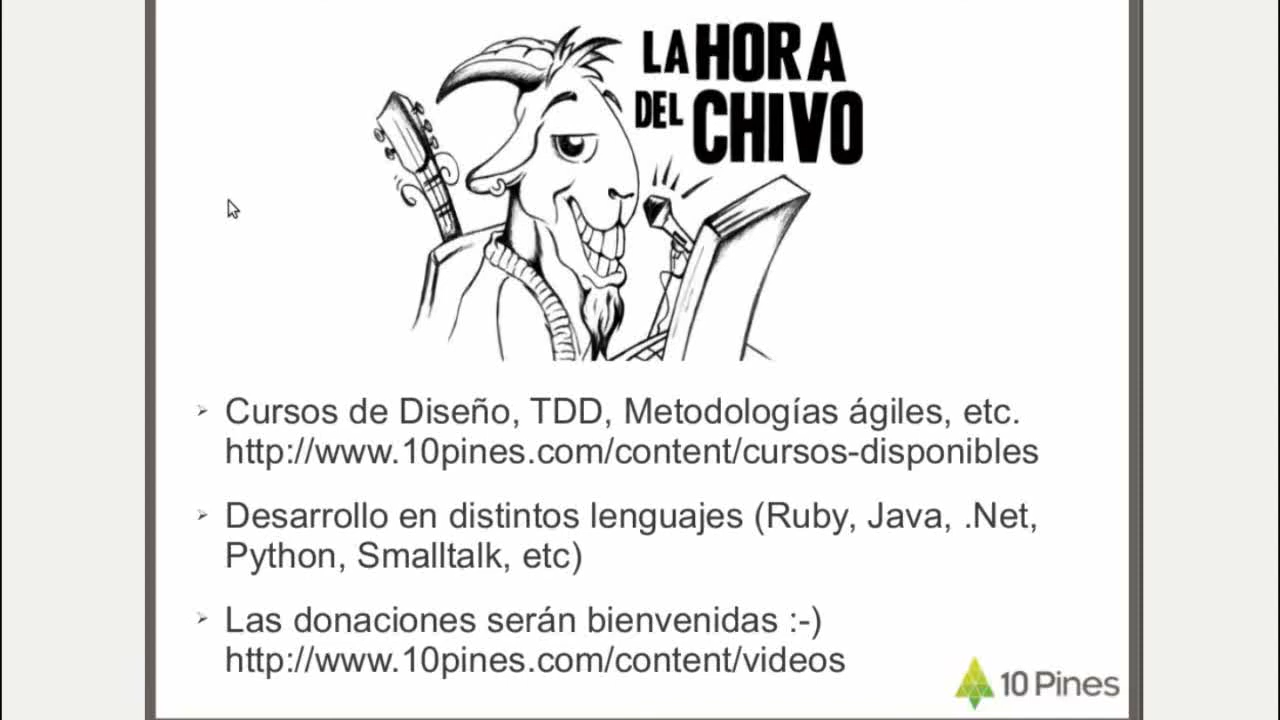 LA HORA
DEL CHIVO
Cursos de Diseño, TDD, Metodologías ágiles, etc.
http://www.10pines.com/content/cursos-disponibles
Desarrollo en distintos lenguajes (Ruby, Java, .Net,
Python, Smalltalk, etc)
Las donaciones serán bienvenidas :-)
http://www.10pines.com/content/videos
10 Pines